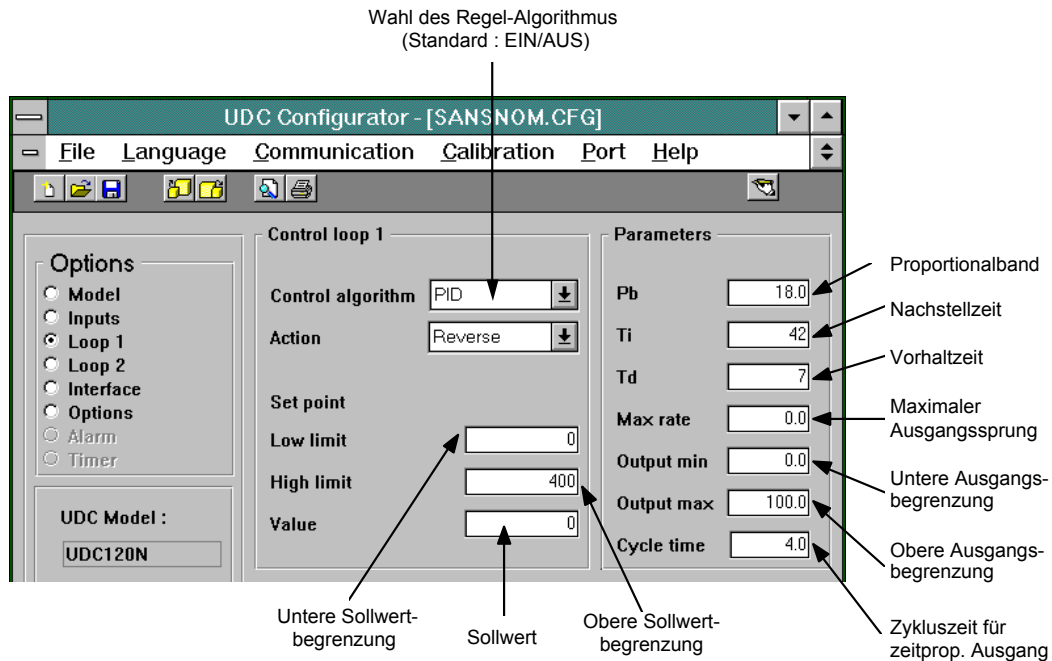 Wahl des Regel-Algorithmus
(Standard : EIN/AUS)
UDC Configurator - [SANSNOM.CFG]
File Language Communication Calibration Port Help
Options
Model
Inputs
Loop 1
Loop 2
Interface
Options
Alarm
Timer
UDC Model :
UDC120N
Control loop 1
Control algorithm PID
Action Reverse
Set point
Low limit 0
High limit 400
Value 0
Parameters
Pb 18.0
Ti 42
Td 7
Max rate 0.0
Output min 0.0
Output max 100.0
Cycle time 4.0
Proportionalband
Nachstellzeit
Vorhaltzeit
Maximaler
Ausgangssprung
Untere Ausgangs-
begrenzung
Obere Ausgangs-
begrenzung
Zykluszeit für
zeitprop. Ausgang
Untere Sollwert-
begrenzung
Sollwert
Obere Sollwert-
begrenzung